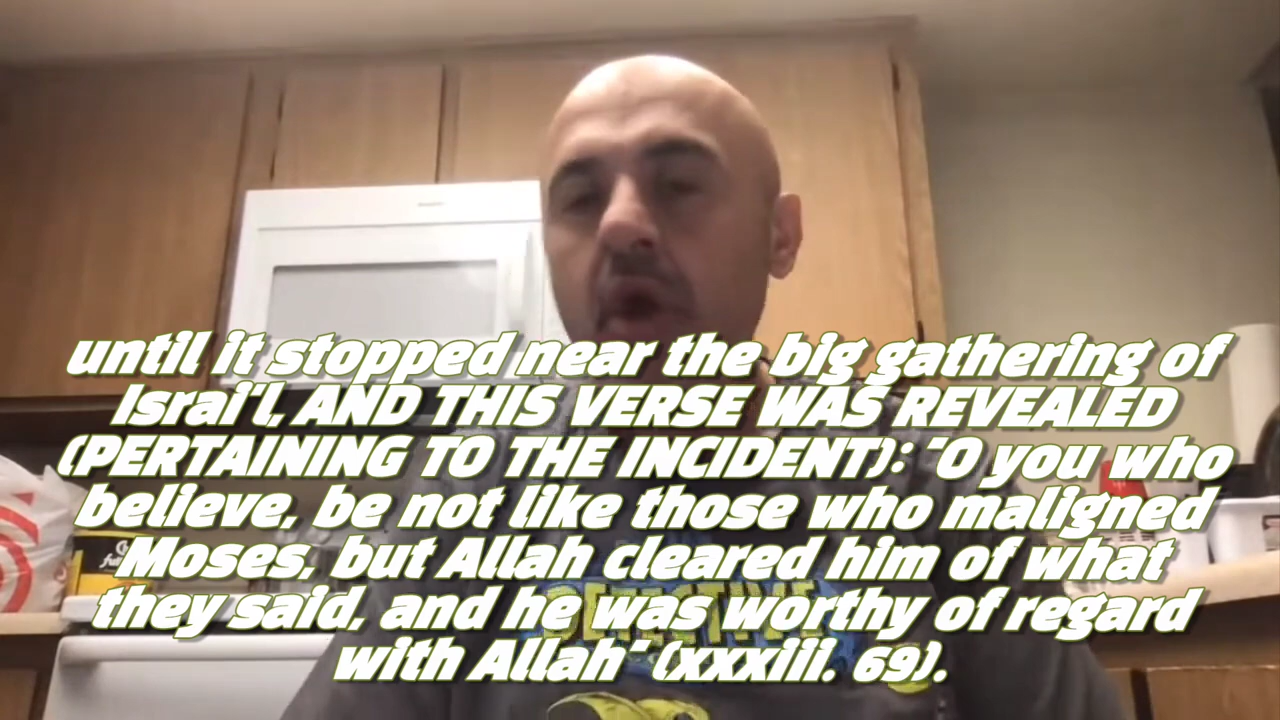 until it stopped near the big gathering of
Israi'l, AND THIS VERSE WAS REVEALED
(PERTAINING TO THE INCIDENT): "O you who
believe, be not like those who maligned
Moses, but Allah cleared him of what
they said, and he was worthy of regard
with Allah" (xxxiii. 69).